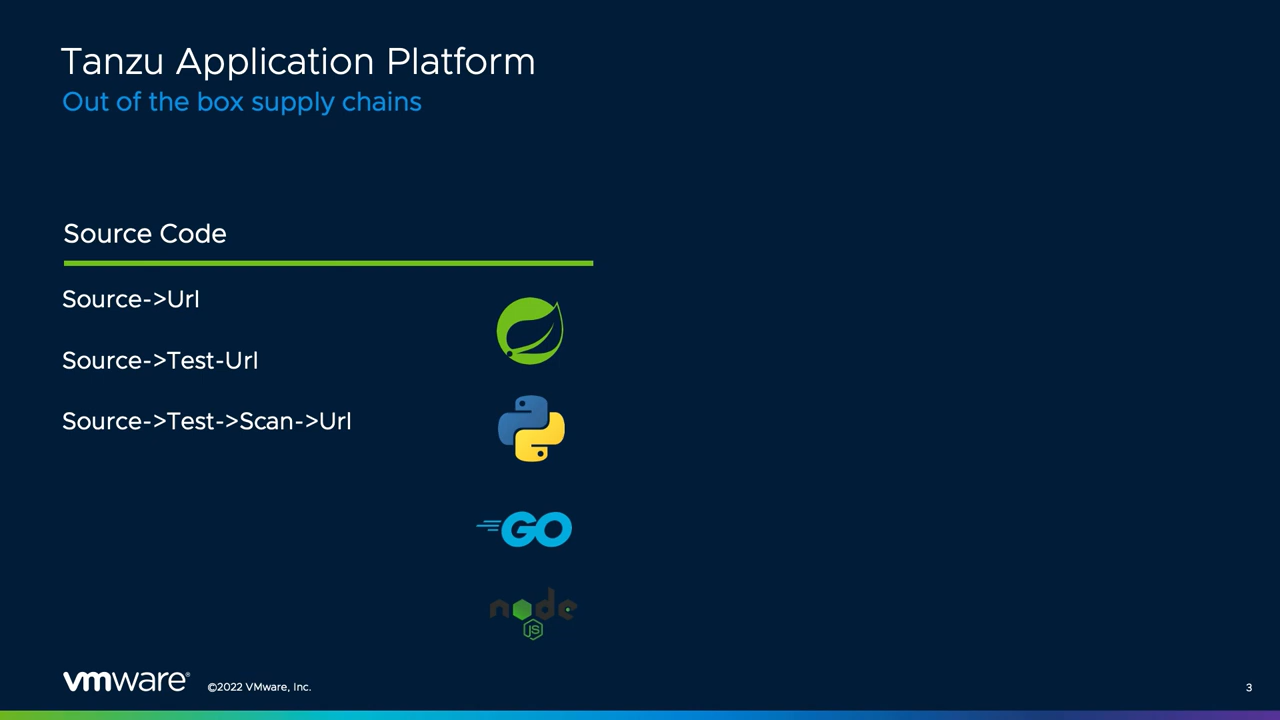 Tanzu Application Platform
Out of the box supply chains
Source Code
Source->Url
Source->Test-Url
Source->Test->Scan->Url
GO
node
JS
vmware®
©2022 VMware, Inc.
3